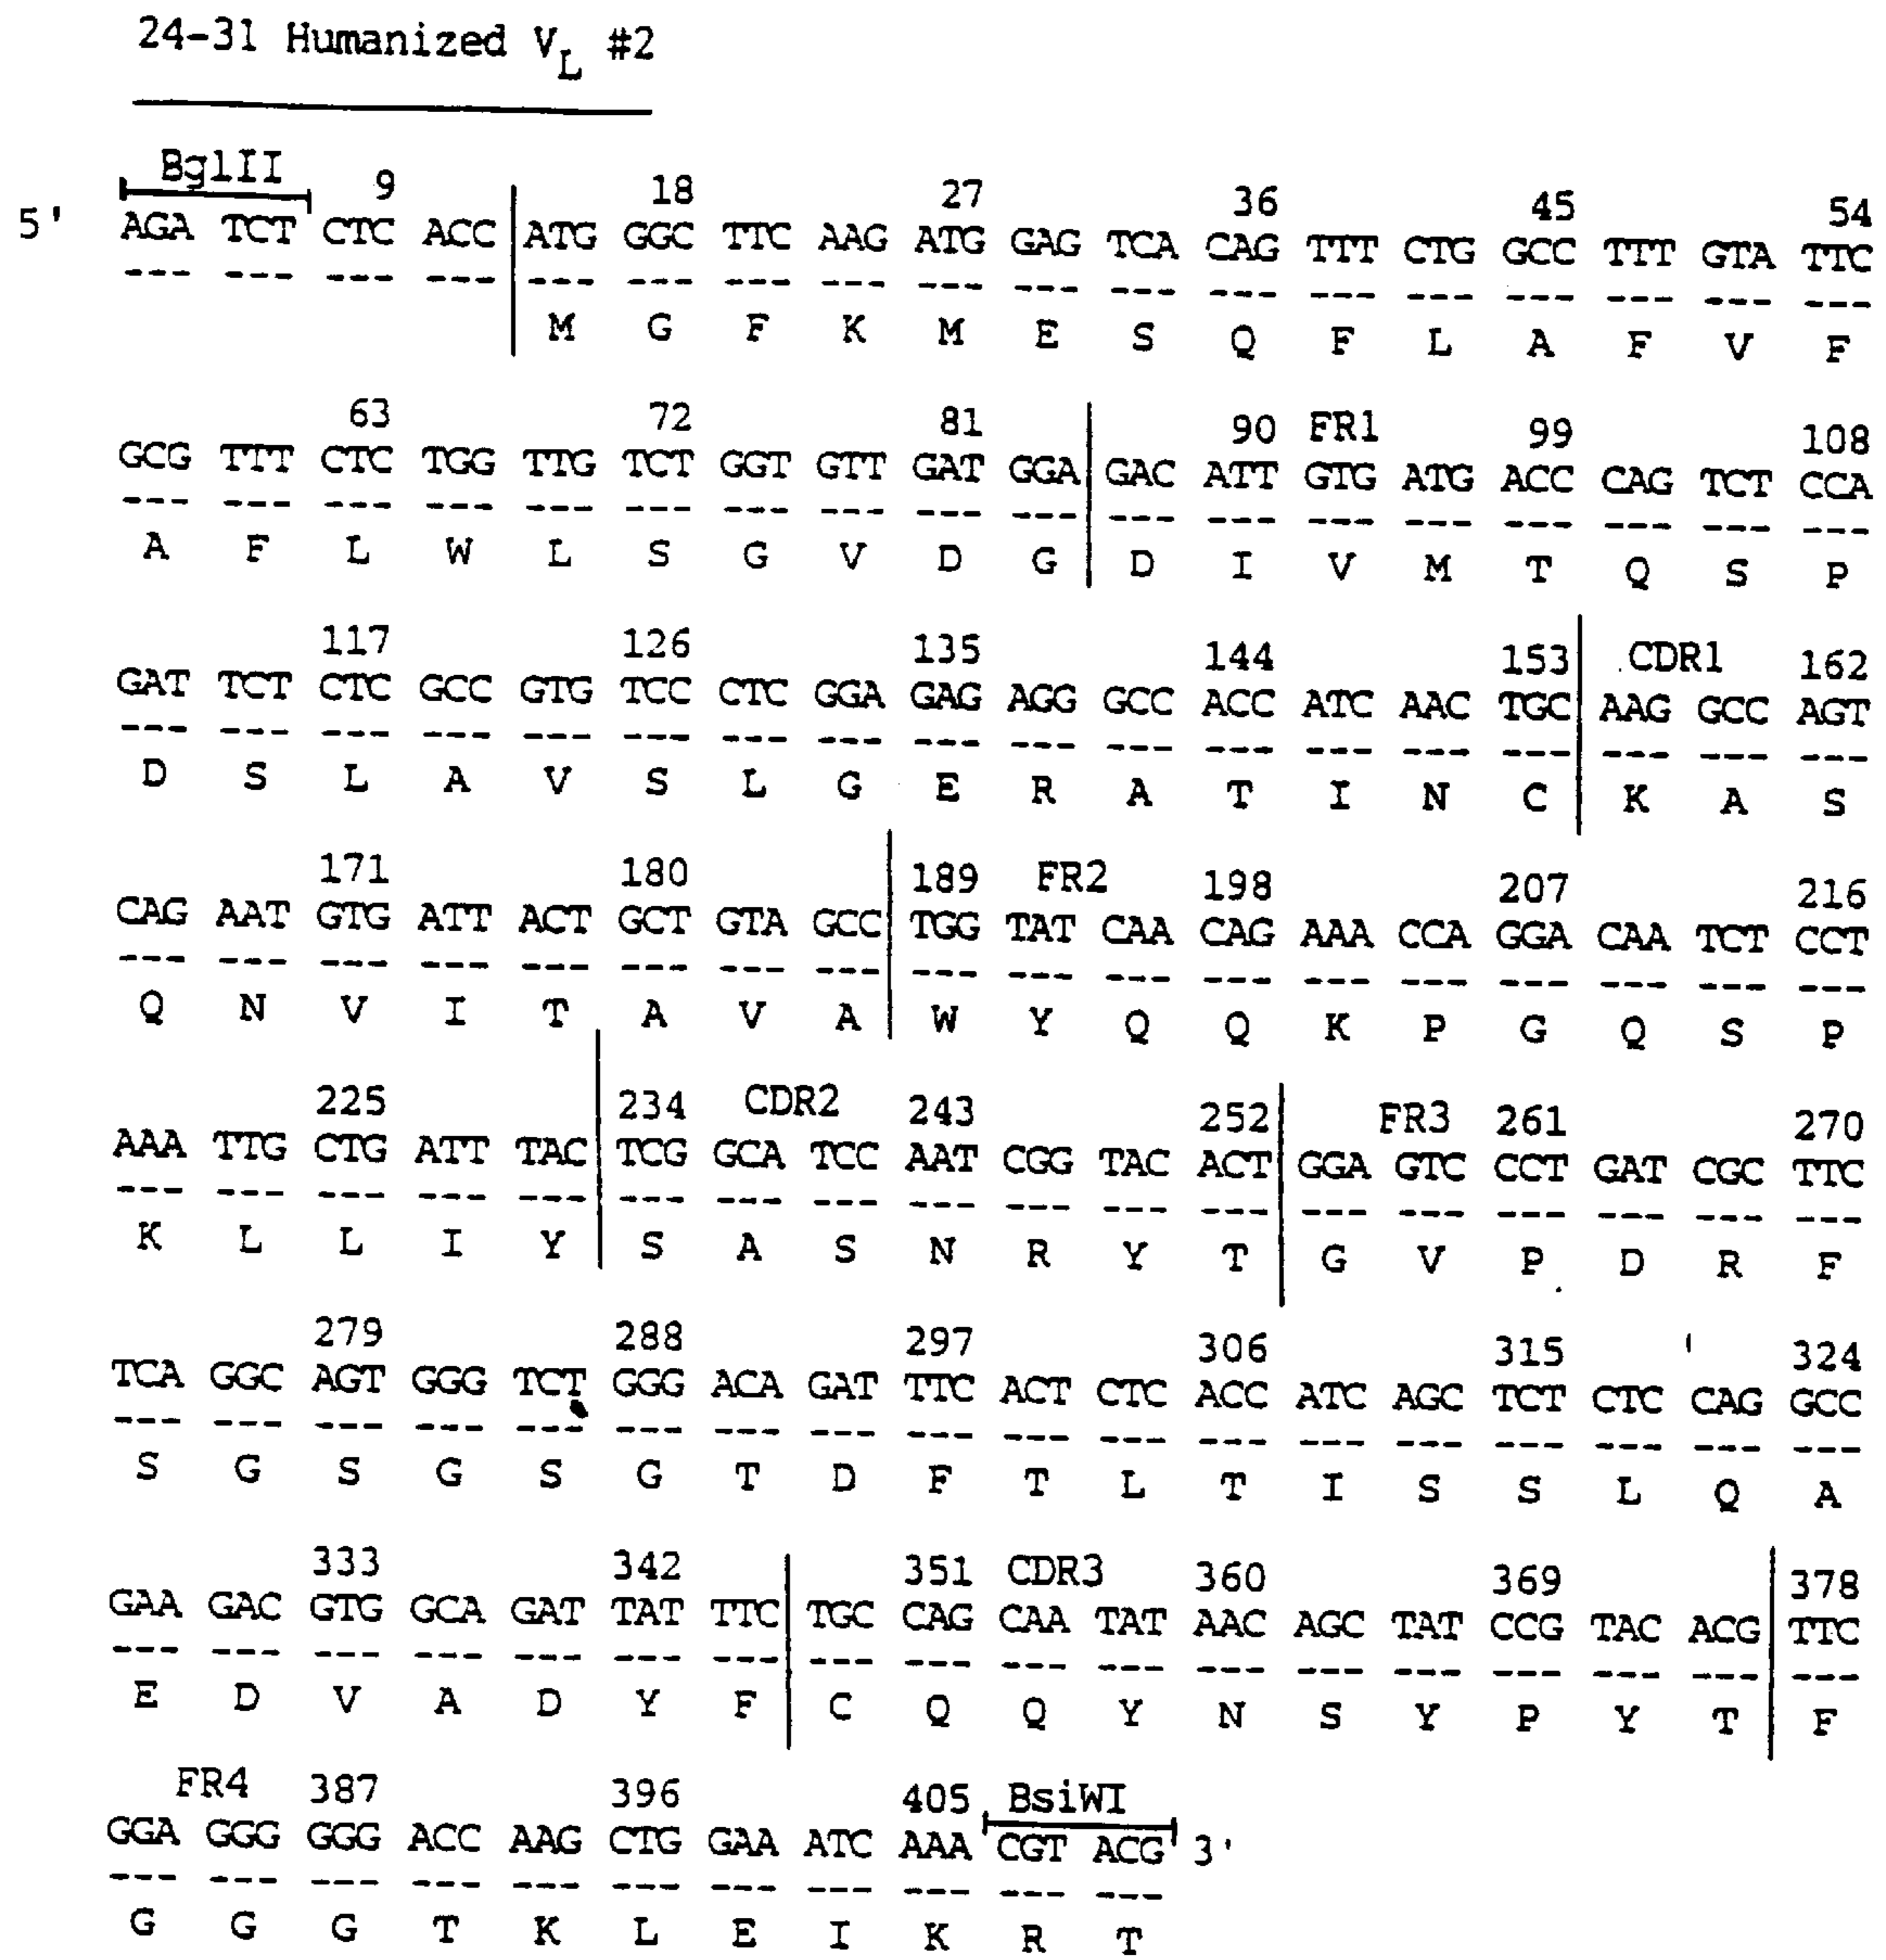 24-31 Humanized VL #2
BglII 9 18 27 36 45 54
5' AGA TCT CTC ACC ATG GGC TTC AAG ATG GAG TCA CAG TTT CTG GCC TTT GTA TTC
--- --- --- --- --- --- --- --- --- --- --- --- --- --- --- --- --- ---
M G F K M E S Q F L A F V F
63 72 81 90 FR1 99 108
GCG TTT CTC TGG TTG TCT GGT GTT GAT GGA GAC ATT GTG ATG ACC CAG TCT CCA
--- --- --- --- --- --- --- --- --- --- --- --- --- --- --- --- --- ---
A F L W L S G V D G D I V M T Q S P
117 126 135 144 153 CDR1 162
GAT TCT CTC GCC GTG TCC CTC GGA GAG AGG GCC ACC ATC AAC TGC AAG GCC AGT
--- --- --- --- --- --- --- --- --- --- --- --- --- --- --- --- --- ---
D S L A V S L G E R A T I N C K A S
171 180 189 FR2 198 207 216
CAG AAT GTG ATT ACT GCT GTA GCC TGG TAT CAA CAG AAA CCA GGA CAA TCT CCT
--- --- --- --- --- --- --- --- --- --- --- --- --- --- --- --- --- ---
Q N V I T A V A W Y Q Q K P G Q S P
225 234 CDR2 243 252 FR3 261 270
AAA TTG CTG ATT TAC TCG GCA TCC AAT CGG TAC ACT GGA GTC CCT GAT CGC TTC
--- --- --- --- --- --- --- --- --- --- --- --- --- --- --- --- --- ---
K L L I Y S A S N R Y T G V P D R F
279 288 297 306 315 324
TCA GGC AGT GGG TCT GGG ACA GAT TTC ACT CTC ACC ATC AGC TCT CTC CAG GCC
--- --- --- --- --- --- --- --- --- --- --- --- --- --- --- --- --- ---
S G S G S G T D F T L T I S S L Q A
333 342 351 CDR3 360 369 378
GAA GAC GTG GCA GAT TAT TTC TGC CAG CAA TAT AAC AGC TAT CCG TAC ACG TTC
--- --- --- --- --- --- --- --- --- --- --- --- --- --- --- --- --- ---
E D V A D Y F C Q Q Y N S Y P Y T F
FR4 387 396 405 BsiWI
GGA GGG GGG ACC AAG CTG GAA ATC AAA CGT ACG 3'
--- --- --- --- --- --- --- --- --- --- ---
G G G T K L E I K R T